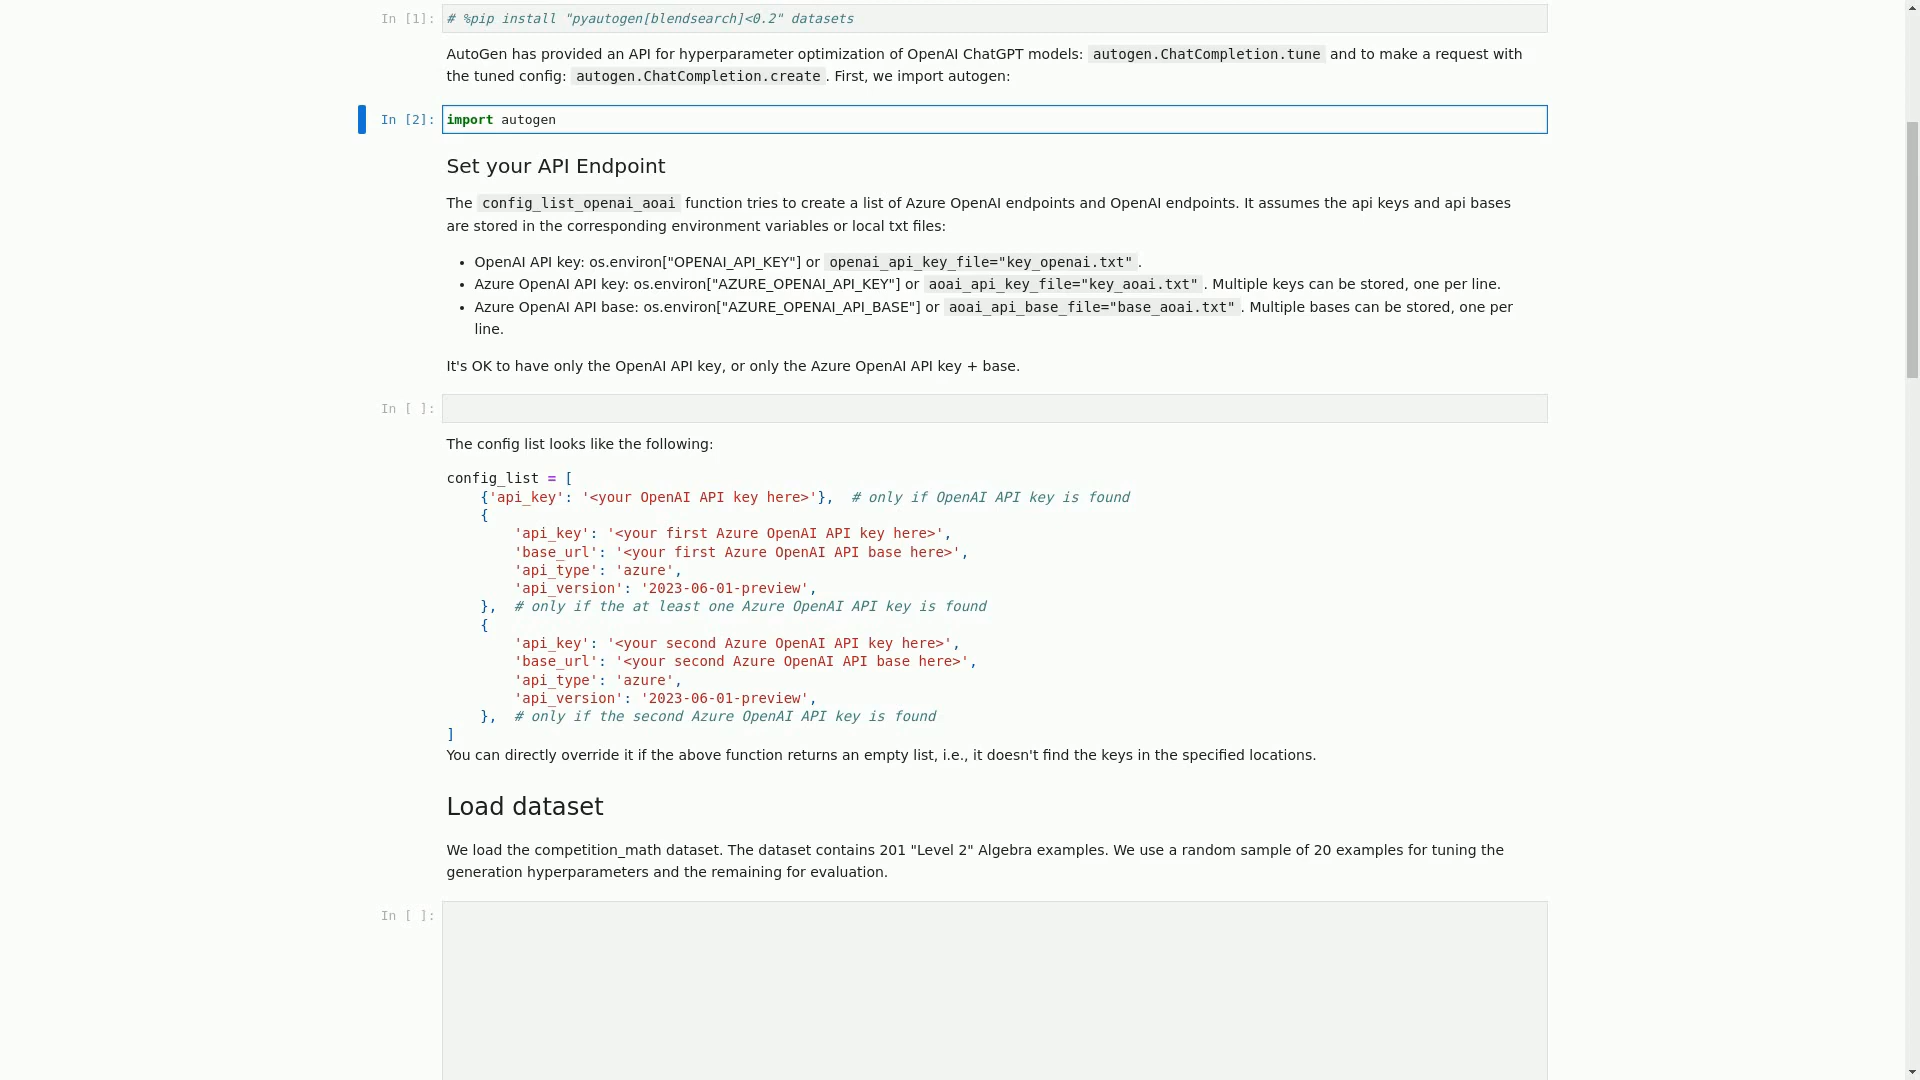 In [1]: # %pip install "pyautogen[blendsearch]<0.2" datasets
AutoGen has provided an API for hyperparameter optimization of OpenAI ChatGPT models: autogen.ChatCompletion.tune and to make a request with
the tuned config: autogen.ChatCompletion.create. First, we import autogen:
In [2]: import autogen
Set your API Endpoint
The config_list_openai_aoai function tries to create a list of Azure OpenAI endpoints and OpenAI endpoints. It assumes the api keys and api bases
are stored in the corresponding environment variables or local txt files:
• OpenAI API key: os.environ["OPENAI_API_KEY"] or openai_api_key_file="key_openai.txt".
• Azure OpenAI API key: os.environ["AZURE_OPENAI_API_KEY"] or aoai_api_key_file="key_aoai.txt". Multiple keys can be stored, one per line.
• Azure OpenAI API base: os.environ["AZURE_OPENAI_API_BASE"] or aoai_api_base_file="base_aoai.txt". Multiple bases can be stored, one per
line.
It's OK to have only the OpenAI API key, or only the Azure OpenAI API key + base.
In [ ]:
The config list looks like the following:
config_list = [
    {'api_key': '<your OpenAI API key here>'},  # only if OpenAI API key is found
    {
        'api_key': '<your first Azure OpenAI API key here>',
        'base_url': '<your first Azure OpenAI API base here>',
        'api_type': 'azure',
        'api_version': '2023-06-01-preview',
    },  # only if the at least one Azure OpenAI API key is found
    {
        'api_key': '<your second Azure OpenAI API key here>',
        'base_url': '<your second Azure OpenAI API base here>',
        'api_type': 'azure',
        'api_version': '2023-06-01-preview',
    },  # only if the second Azure OpenAI API key is found
]
You can directly override it if the above function returns an empty list, i.e., it doesn't find the keys in the specified locations.
Load dataset
We load the competition_math dataset. The dataset contains 201 "Level 2" Algebra examples. We use a random sample of 20 examples for tuning the
generation hyperparameters and the remaining for evaluation.
In [ ]: